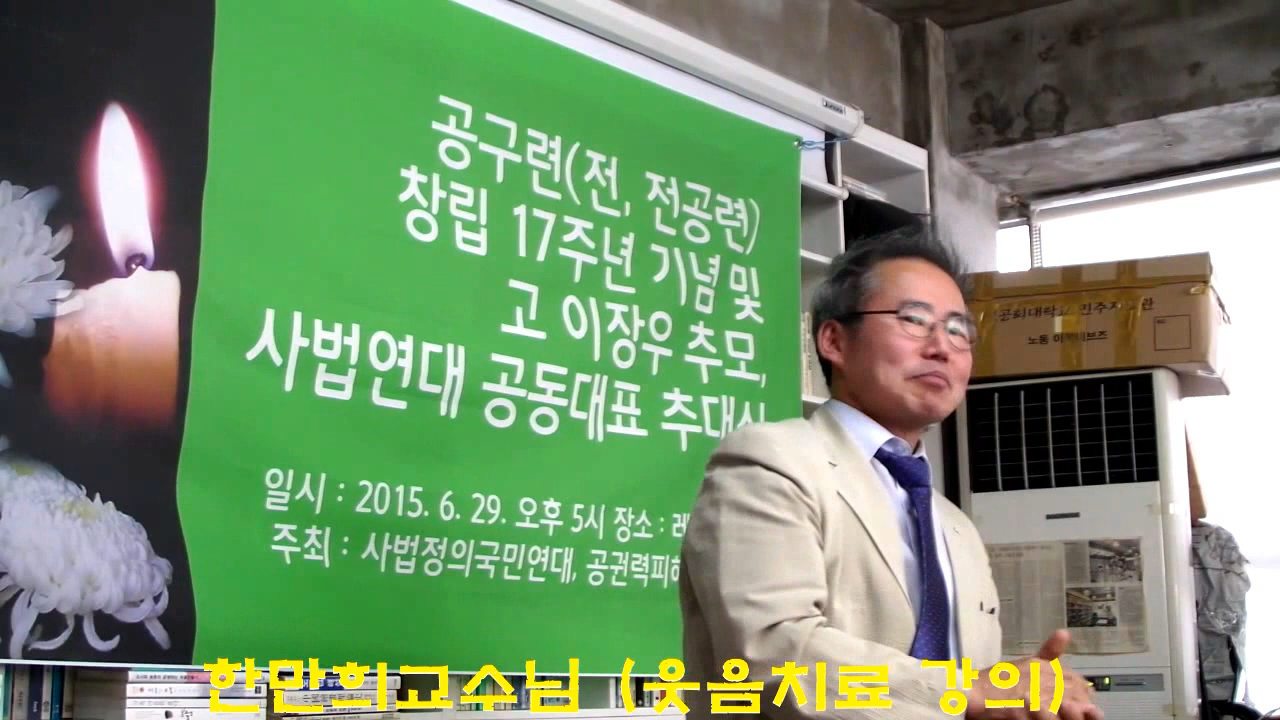 공구련(전, 전공련)
창립 17주년 기념 및
고 이장우 추모,
사법연대 공동대표 추대식
일시 : 2015. 6. 29. 오후 5시 장소 : 레
주최 : 사법정의국민연대, 공권력피해
노동
한만희교수님 (웃음치료 강의)